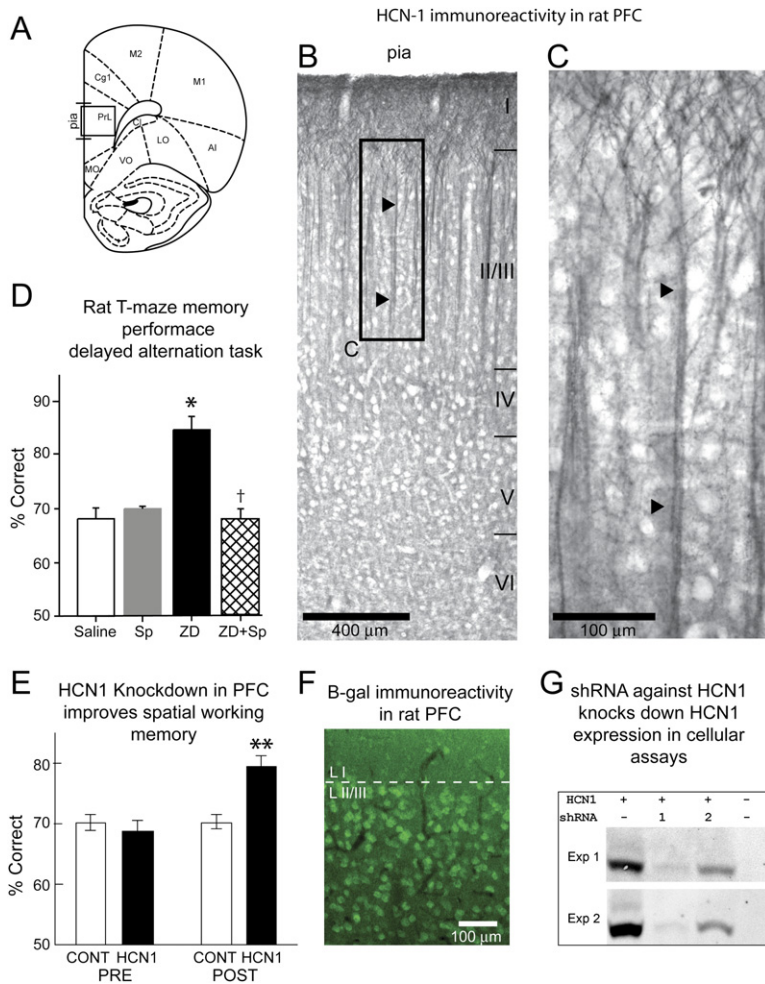 HCN-1 immunoreactivity in rat PFC
A
M2
Cg1
M1
pia
PrL
Cl
LO
AI
MO
VO
B
pia
I
II/III
C
IV
V
VI
400 μm
C
100 μm
D
Rat T-maze memory
performace
delayed alternation task
% Correct
90
80
70
60
50
*
†
Saline
Sp
ZD
ZD+Sp
E
HCN1 Knockdown in PFC
improves spatial working
memory
% Correct
80
70
60
50
**
CONT HCN1 CONT HCN1
PRE POST
F
B-gal immunoreactivity
in rat PFC
L I
L II/III
100 μm
G
shRNA against HCN1
knocks down HCN1
expression in cellular
assays
HCN1 + + + -
shRNA - 1 2 -
Exp 1
Exp 2